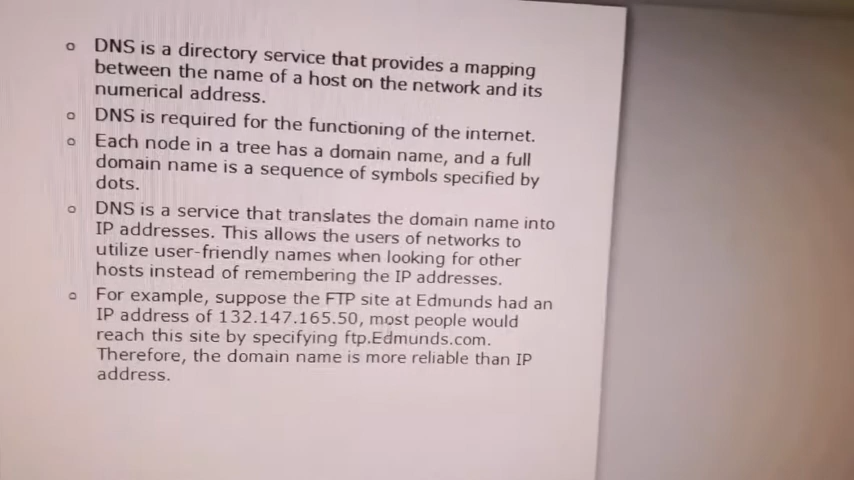 o DNS is a directory service that provides a mapping
between the name of a host on the network and its
numerical address.
o DNS is required for the functioning of the internet.
o Each node in a tree has a domain name, and a full
domain name is a sequence of symbols specified by
dots.
o DNS is a service that translates the domain name into
IP addresses. This allows the users of networks to
utilize user-friendly names when looking for other
hosts instead of remembering the IP addresses.
o For example, suppose the FTP site at Edmunds had an
IP address of 132.147.165.50, most people would
reach this site by specifying ftp.Edmunds.com.
Therefore, the domain name is more reliable than IP
address.